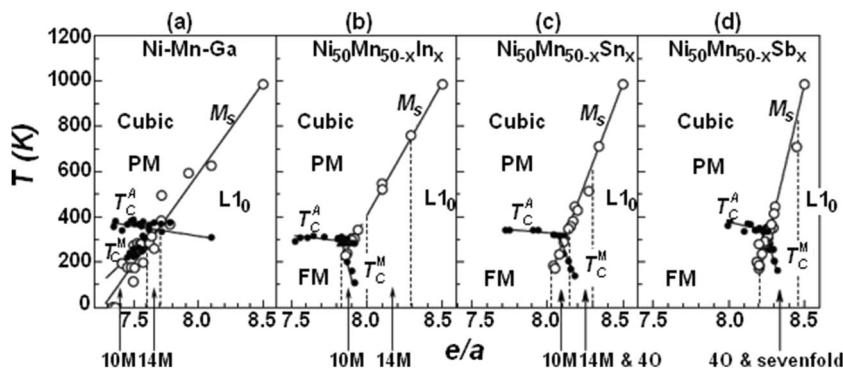 (a) (b) (c) (d)
1200 Ni-Mn-Ga Ni50Mn50-xInx Ni50Mn50-xSnx Ni50Mn50-xSbx
1000
Ms Ms Ms Ms
800 Cubic Cubic Cubic Cubic
T (K) 600 PM PM PM PM
400 TCA L10 TCA L10 TCA L10 TCA L10
200 TCM FM TCM FM TCM FM TCM
0
7.5 8.0 8.5 7.5 8.0 8.5 7.5 8.0 8.5 7.5 8.0 8.5
10M 14M 10M 14M e/a 10M 14M & 4O 4O & sevenfold